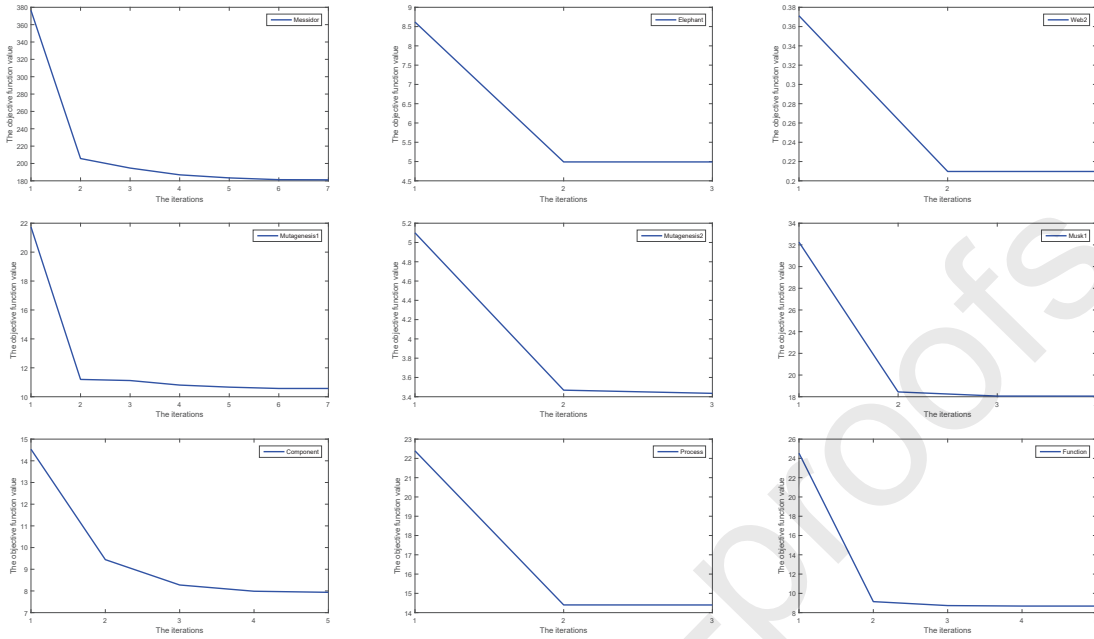 380
360
340
320
300
280
260
240
220
200
180
The objective function value
Messidor
1 2 3 4 5 6 7
The iterations
9
8.5
8
7.5
7
6.5
6
5.5
5
4.5
The objective function value
Elephant
1 2 3
The iterations
0.38
0.36
0.34
0.32
0.3
0.28
0.26
0.24
0.22
0.2
The objective function value
Web2
1 2
The iterations
22
20
18
16
14
12
10
The objective function value
Mutagenesis1
1 2 3 4 5 6 7
The iterations
5.2
5
4.8
4.6
4.4
4.2
4
3.8
3.6
3.4
The objective function value
Mutagenesis2
1 2 3
The iterations
34
32
30
28
26
24
22
20
18
The objective function value
Musk1
1 2 3
The iterations
15
14
13
12
11
10
9
8
7
The objective function value
Component
1 2 3 4 5
The iterations
23
22
21
20
19
18
17
16
15
14
The objective function value
Process
1 2 3
The iterations
26
24
22
20
18
16
14
12
10
8
The objective function value
Function
1 2 3 4
The iterations
proofs